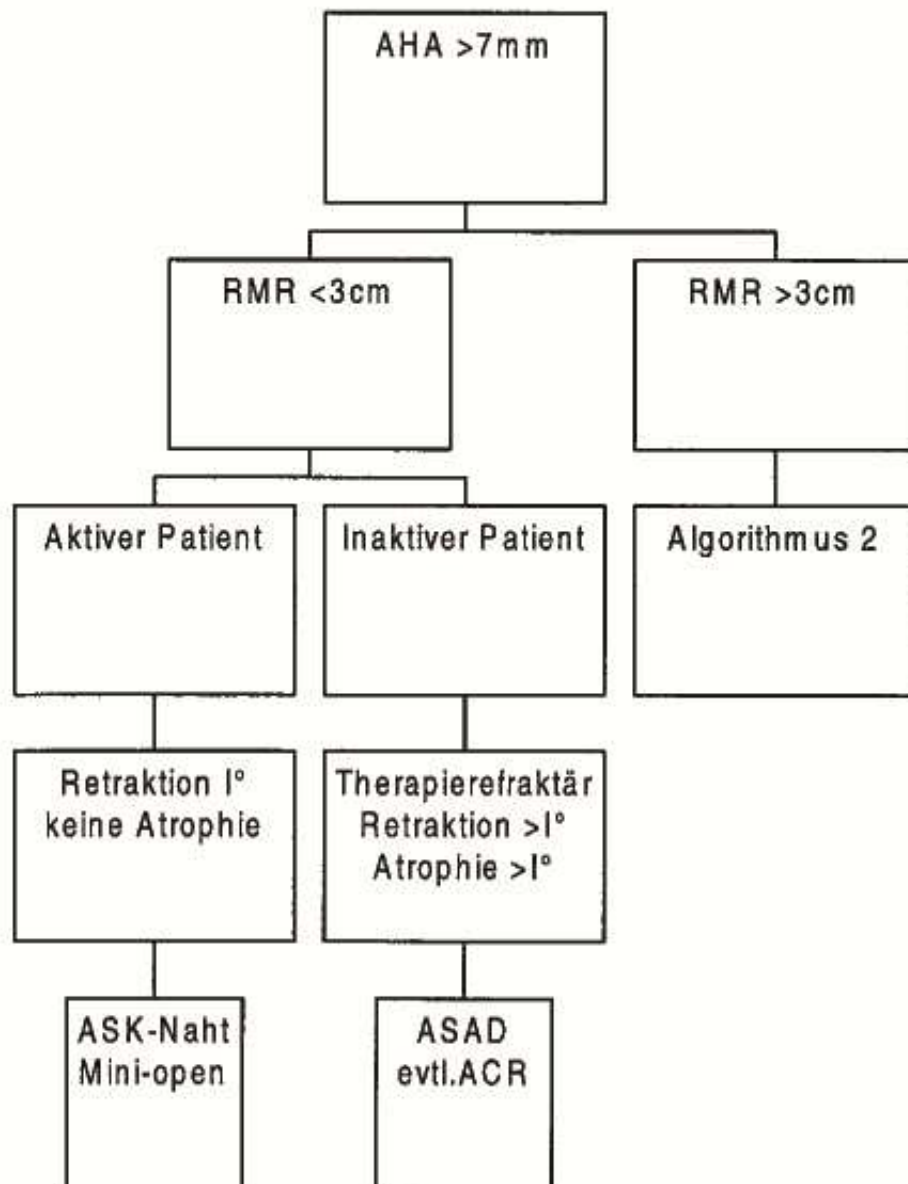 AHA >7mm
RMR <3cm
RMR >3cm
Aktiver Patient
Inaktiver Patient
Algorithmus 2
Retraktion I°
keine Atrophie
Therapierefraktär
Retraktion >I°
Atrophie >I°
ASK-Naht
Mini-open
ASAD
evtl.ACR